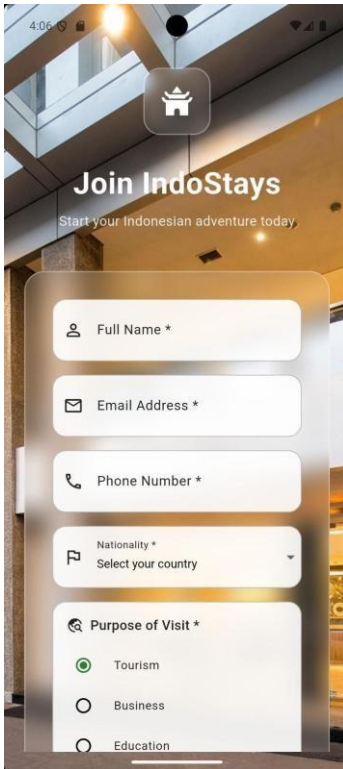 4:06
Join IndoStays
Start your Indonesian adventure today
Full Name *
Email Address *
Phone Number *
Nationality *
Select your country
Purpose of Visit *
Tourism
Business
Education